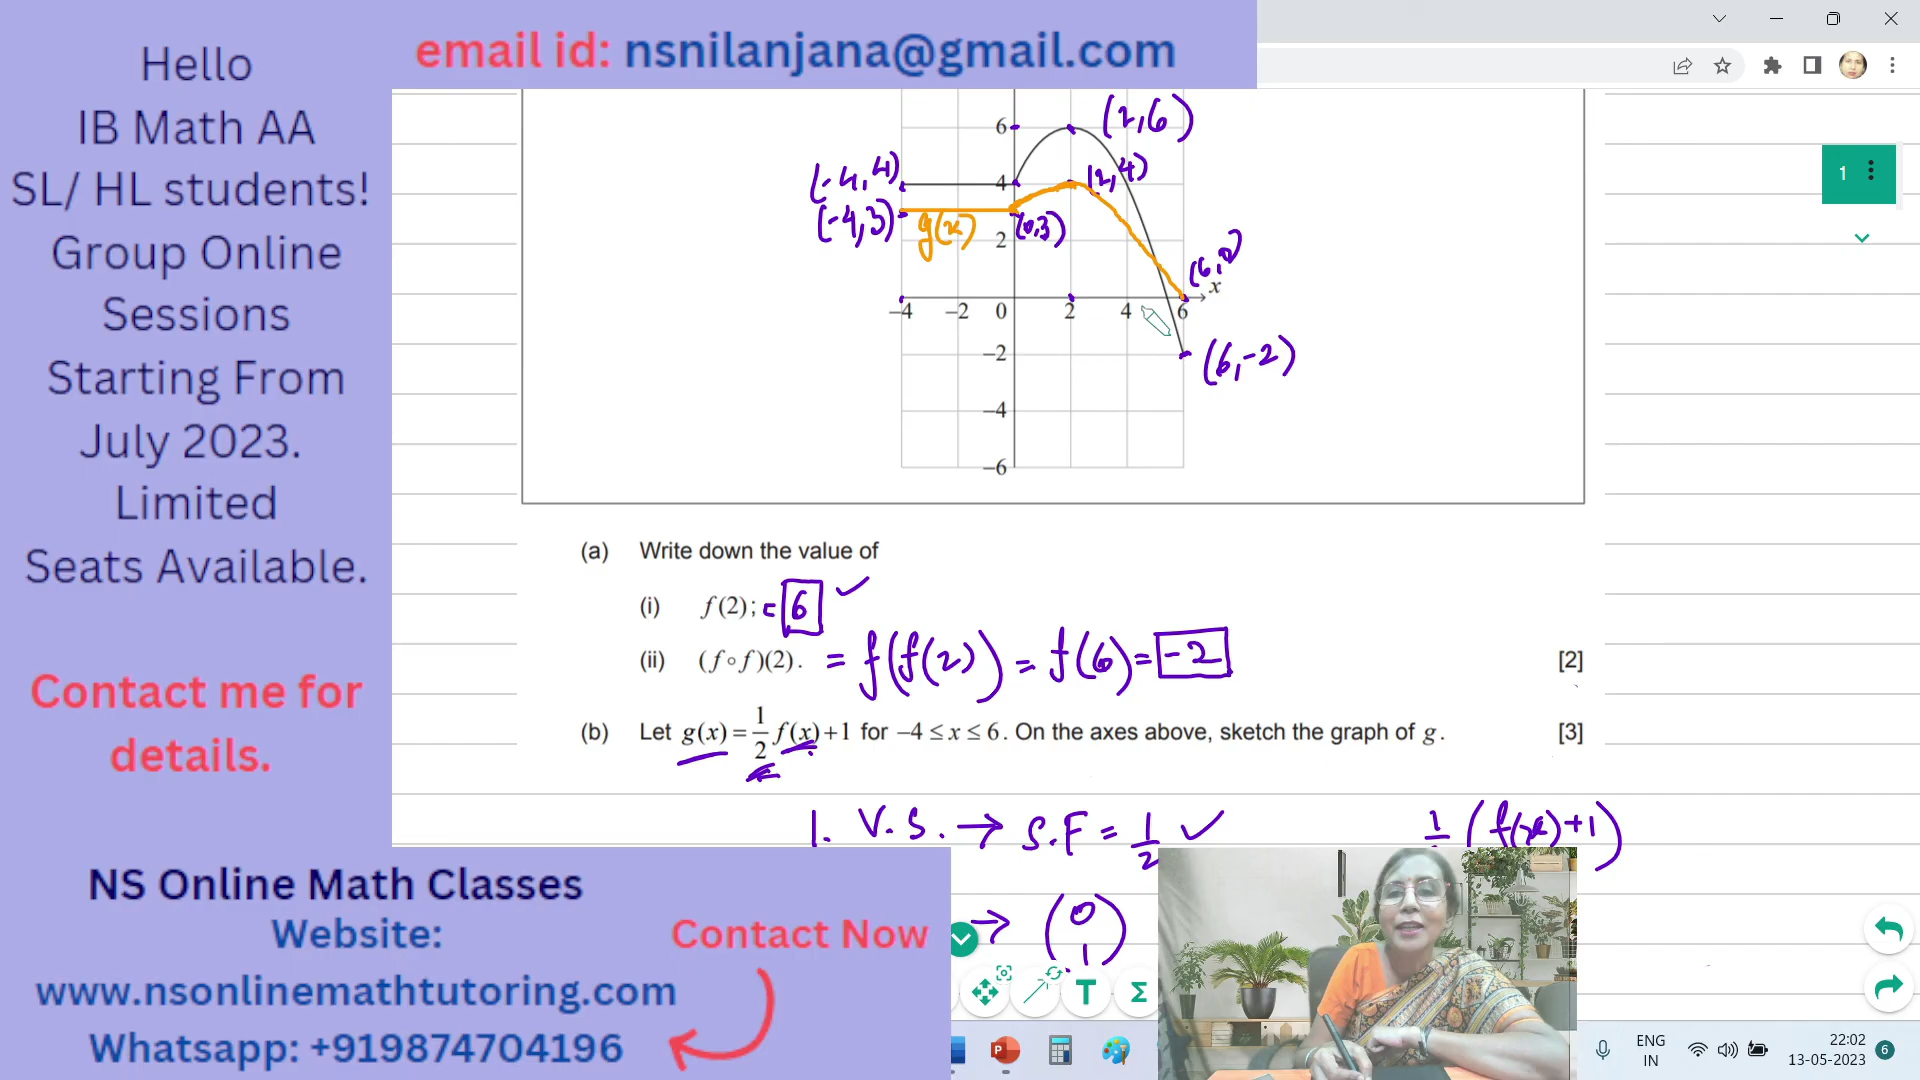 Hello
IB Math AA
SL/ HL students!
Group Online
Sessions
Starting From
July 2023.
Limited
Seats Available.
Contact me for
details.
email id: nsnilanjana@gmail.com
1
6
(2,6)
(-4,4)
4
(2,4)
(-4,3)
g(x)
(0,3)
2
(6,0)
x
-4 -2 0 2 4 6
-2
(6,-2)
-4
-6
(a) Write down the value of
(i) f(2); = 6 ✓
(ii) (f∘f)(2). = f(f(2)) = f(6) = -2 [2]
(b) Let g(x) = 1/2 f(x)+1 for −4 ≤ x ≤ 6. On the axes above, sketch the graph of g. [3]
1. V.S. → S.F = 1/2 ✓
(f(x)+1)
→ (0 1)
T Σ
NS Online Math Classes
Website:
www.nsonlinemathtutoring.com
Whatsapp: +919874704196
Contact Now
P
ENG
IN
22:02
13-05-2023
6